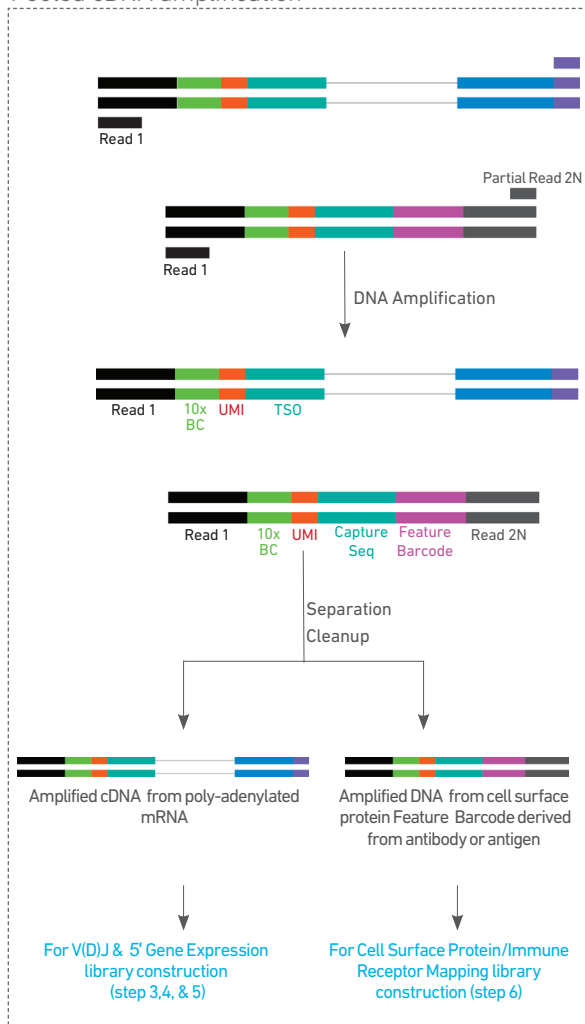 Pooled cDNA amplification
Read 1
Partial Read 2N
Read 1
DNA Amplification
Read 1 10x BC UMI TSO
Read 1 10x BC UMI Capture Seq Feature Barcode Read 2N
Separation
Cleanup
Amplified cDNA from poly-adenylated
mRNA
Amplified DNA from cell surface
protein Feature Barcode derived
from antibody or antigen
For V(D)J & 5' Gene Expression
library construction
(step 3,4, & 5)
For Cell Surface Protein/Immune
Receptor Mapping library
construction (step 6)